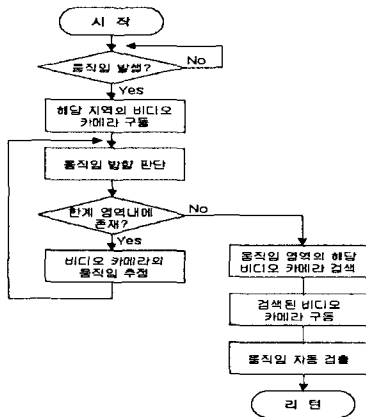 시 작
움직임 발생?
No
Yes
해당 지역의 비디오
카메라 구동
움직임 방향 판단
한계 영역내에
존재?
No
Yes
비디오 카메라의
움직임 추적
움직임 영역의 해당
비디오 카메라 검색
검색된 비디오
카메라 구동
움직임 자동 검출
리 턴